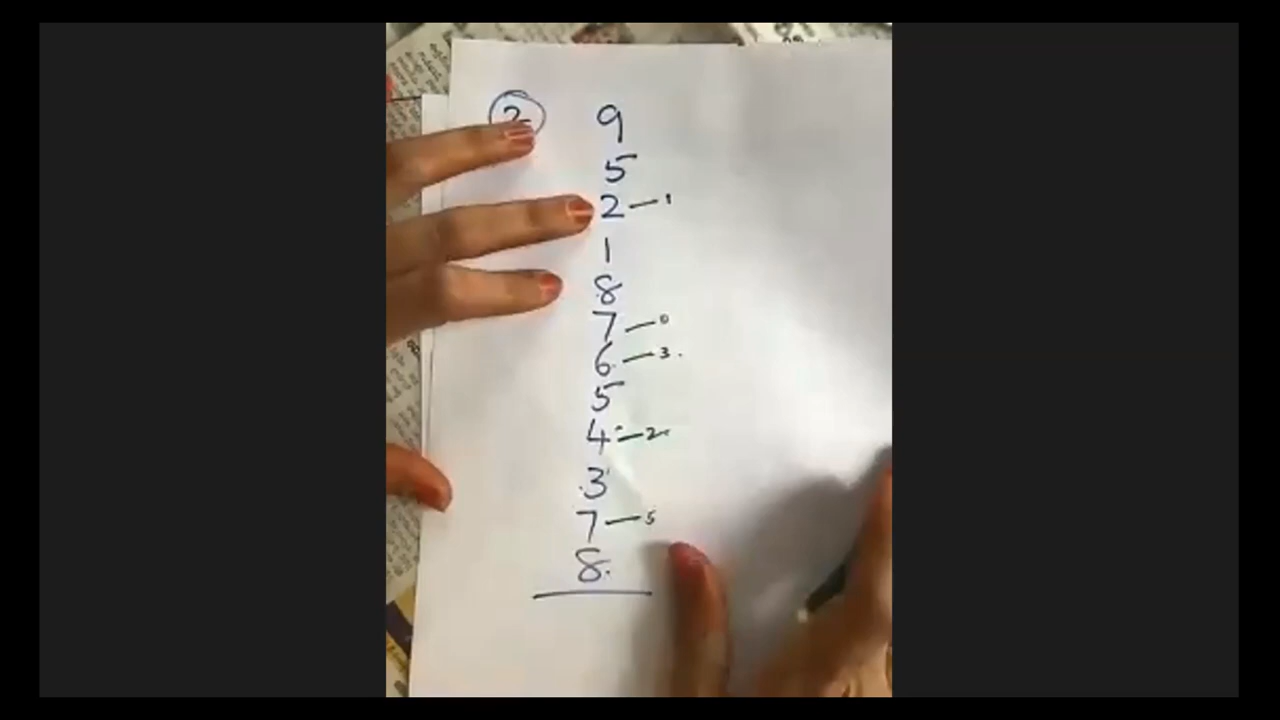 2 9
5
2 — 1
1
8
7 — 0
6 — 3
5
4 — 2
3
7 — 5
8